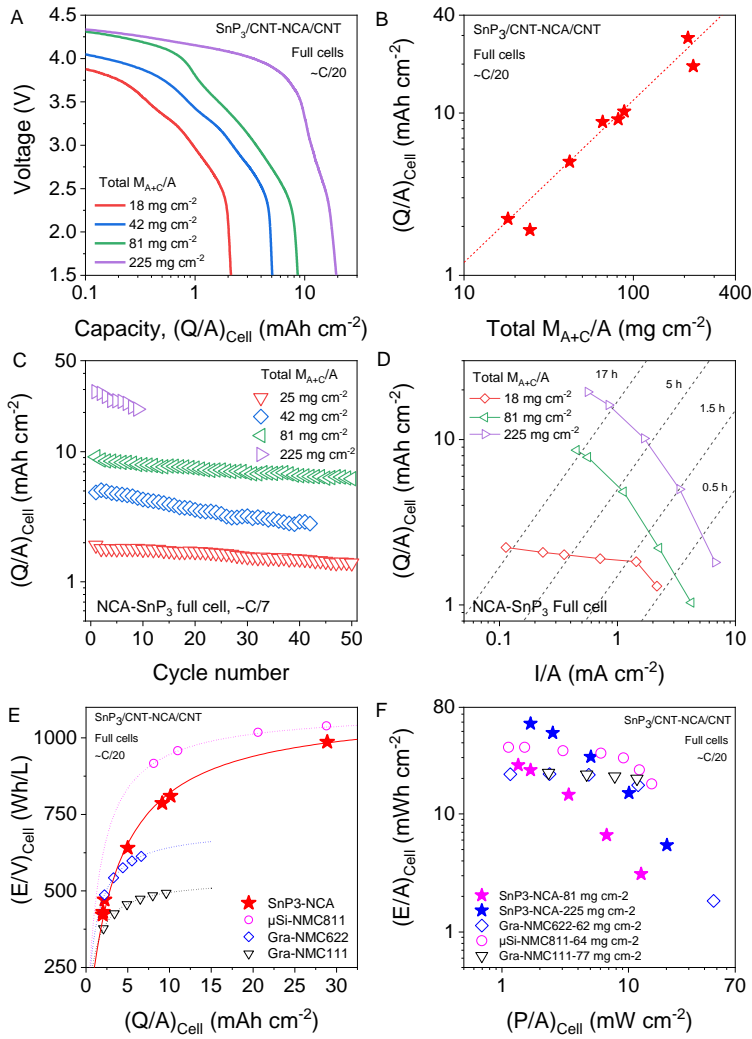 A
SnP3/CNT-NCA/CNT
Full cells
~C/20
Voltage (V)
4.5
4.0
3.5
3.0
2.5
2.0
1.5
Total MA+C/A
18 mg cm-2
42 mg cm-2
81 mg cm-2
225 mg cm-2
0.1
1
10
Capacity, (Q/A)Cell (mAh cm-2)
B
SnP3/CNT-NCA/CNT
Full cells
~C/20
(Q/A)Cell (mAh cm-2)
40
10
1
10
100
400
Total MA+C/A (mg cm-2)
C
(Q/A)Cell (mAh cm-2)
50
10
1
Total MA+C/A
25 mg cm-2
42 mg cm-2
81 mg cm-2
225 mg cm-2
NCA-SnP3 full cell, ~C/7
0
10
20
30
40
50
Cycle number
D
(Q/A)Cell (mAh cm-2)
10
1
Total MA+C/A
18 mg cm-2
81 mg cm-2
225 mg cm-2
17 h
5 h
1.5 h
0.5 h
NCA-SnP3 Full cell
0.1
1
10
I/A (mA cm-2)
E
SnP3/CNT-NCA/CNT
Full cells
~C/20
(E/V)Cell (Wh/L)
1000
750
500
250
SnP3-NCA
µSi-NMC811
Gra-NMC622
Gra-NMC111
0
5
10
15
20
25
30
(Q/A)Cell (mAh cm-2)
F
SnP3/CNT-NCA/CNT
Full cells
~C/20
(E/A)Cell (mWh cm-2)
80
10
1
SnP3-NCA-81 mg cm-2
SnP3-NCA-225 mg cm-2
Gra-NMC622-62 mg cm-2
µSi-NMC811-64 mg cm-2
Gra-NMC111-77 mg cm-2
1
10
70
(P/A)Cell (mW cm-2)